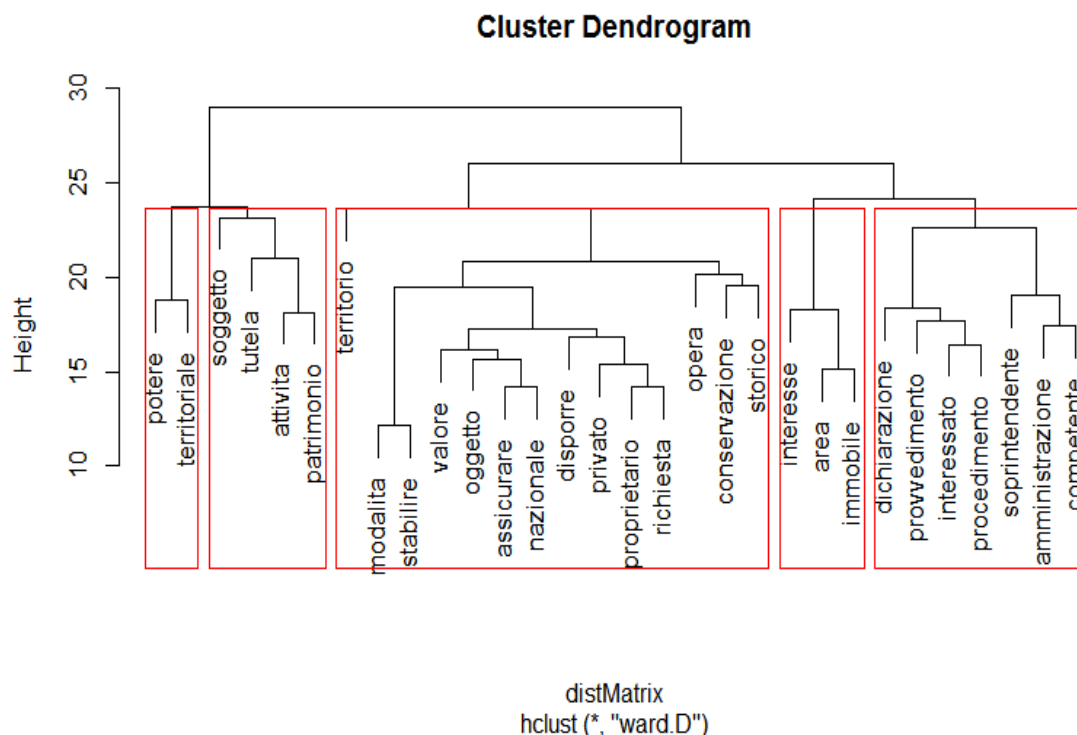 Cluster Dendrogram
Height
30
25
20
15
10
potere
territoriale
soggetto
tutela
attivita
patrimonio
territorio
modalita
stabilire
valore
oggetto
assicurare
nazionale
disporre
privato
proprietario
richiesta
opera
conservazione
storico
interesse
area
immobile
dichiarazione
provvedimento
interessato
procedimento
soprintendente
amministrazione
competente
distMatrix
hclust (*, "ward.D")